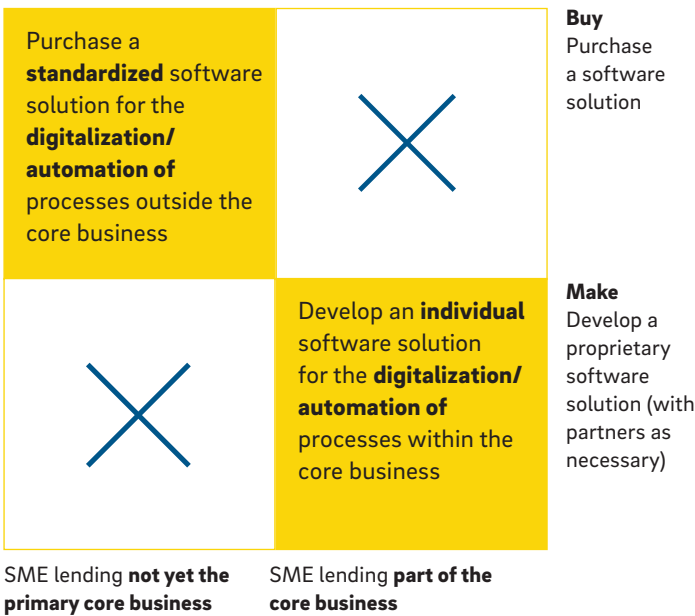 Purchase a
standardized software
solution for the
digitalization/
automation of
processes outside the
core business
Buy
Purchase
a software
solution
Develop an individual
software solution
for the digitalization/
automation of
processes within the
core business
Make
Develop a
proprietary
software
solution (with
partners as
necessary)
SME lending not yet the
primary core business
SME lending part of the
core business